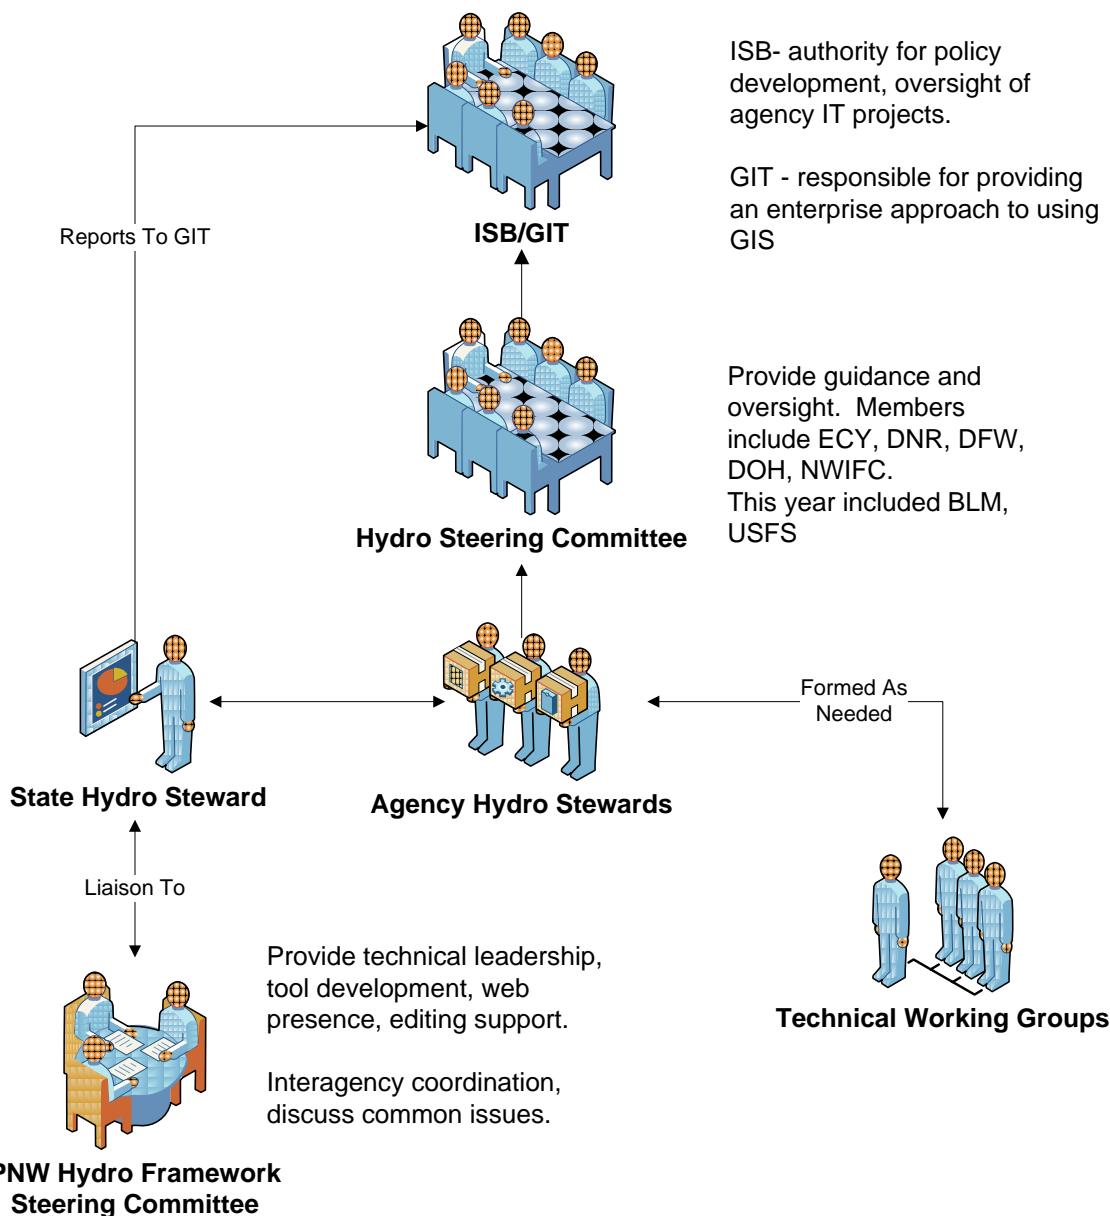 ISB- authority for policy
development, oversight of
agency IT projects.
GIT - responsible for providing
an enterprise approach to using
GIS
Reports To GIT
ISB/GIT
Provide guidance and
oversight.  Members
include ECY, DNR, DFW,
DOH, NWIFC.
This year included BLM,
USFS
Hydro Steering Committee
Formed As
Needed
State Hydro Steward
Agency Hydro Stewards
Liaison To
Provide technical leadership,
tool development, web
presence, editing support.
Interagency coordination,
discuss common issues.
Technical Working Groups
PNW Hydro Framework
Steering Committee